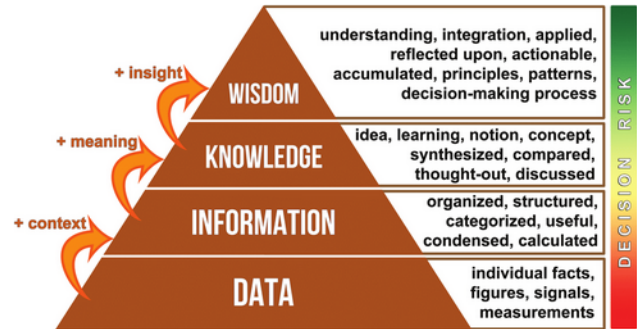 understanding, integration, applied,
reflected upon, actionable,
accumulated, principles, patterns,
decision-making process
+ insight
WISDOM
idea, learning, notion, concept,
synthesized, compared,
thought-out, discussed
+ meaning
KNOWLEDGE
organized, structured,
categorized, useful,
condensed, calculated
+ context
INFORMATION
individual facts,
figures, signals,
measurements
DATA
DECISION RISK